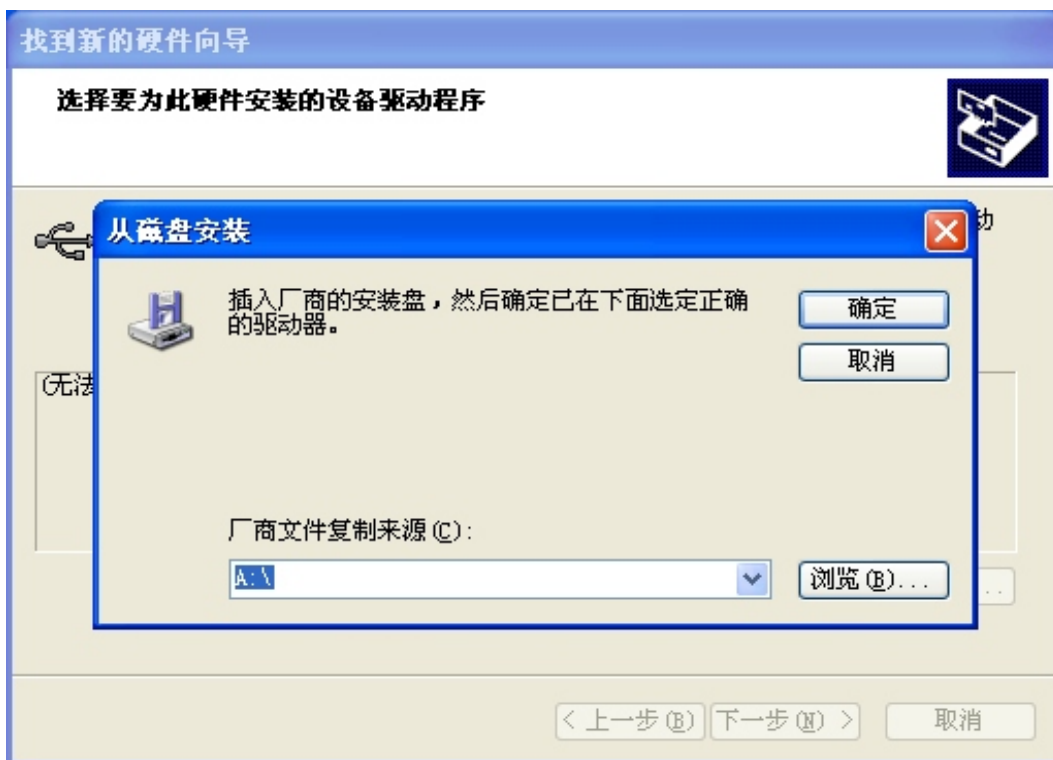 找到新的硬件向导
选择要为此硬件安装的设备驱动程序
动
从磁盘安装
插入厂商的安装盘，然后确定已在下面选定正确
的驱动器。
确定
取消
(无法
厂商文件复制来源(C):
A:\
浏览(B)...
..
< 上一步(B)
下一步(N) >
取消